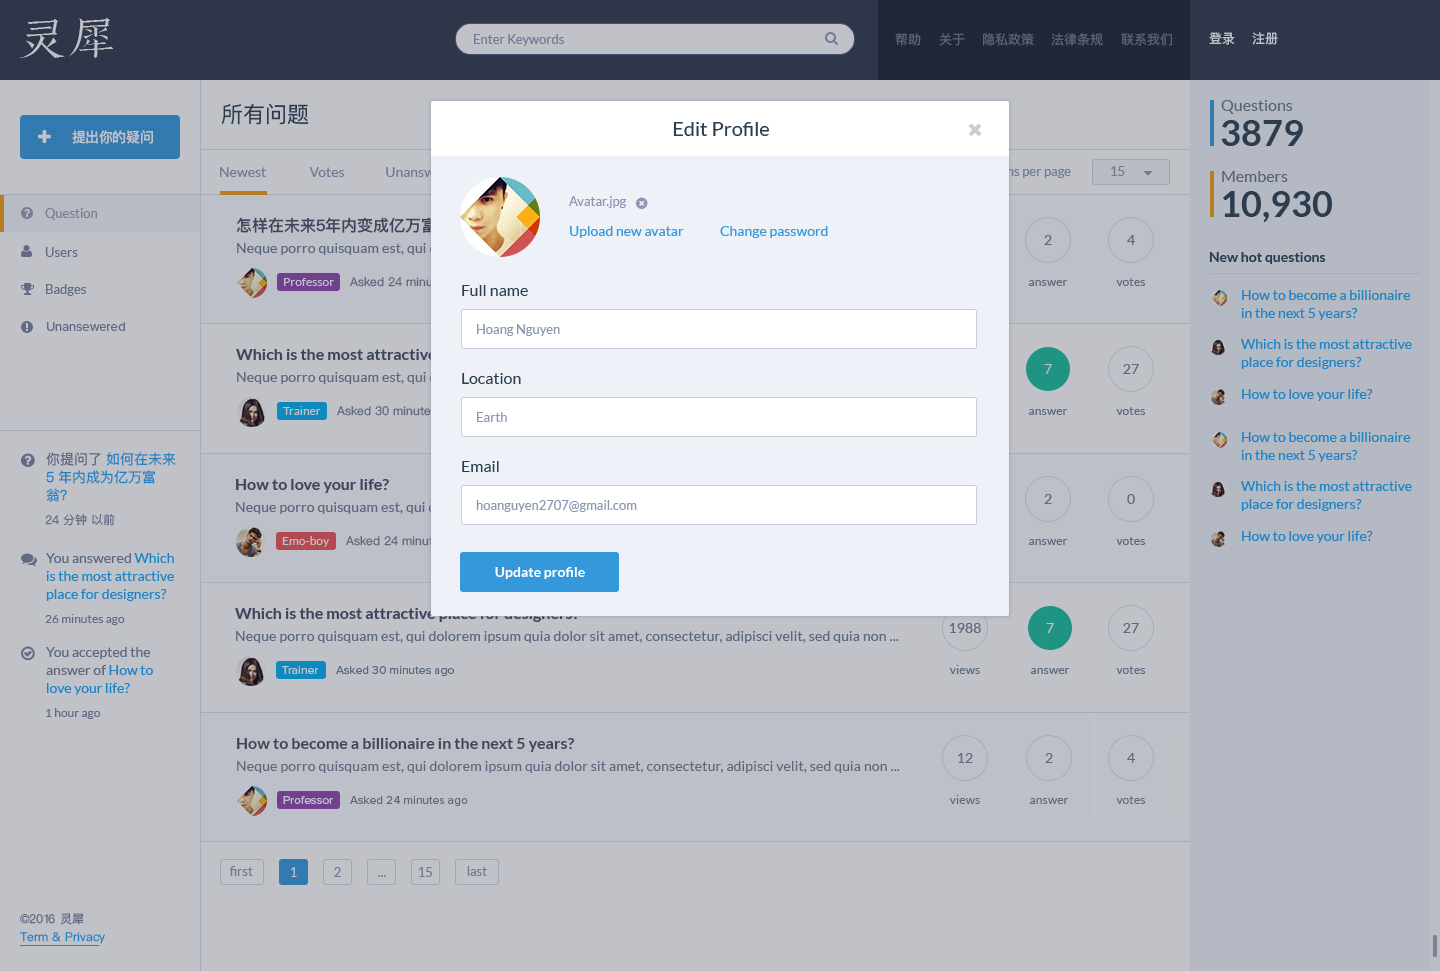 灵犀
Enter Keywords
帮助 关于 隐私政策 法律条规 联系我们
登录 注册
提出你的疑问
Question
Users
Badges
Unansewered
你提问了 如何在未来
5 年内成为亿万富
翁?
24 分钟 以前
You answered Which
is the most attractive
place for designers?
26 minutes ago
You accepted the
answer of How to
love your life?
1 hour ago
©2016 灵犀
Term & Privacy
所有问题
Newest Votes
per page 15
怎样在未来5年内变成亿万富
Neque porro quisquam est, qui
Professor Asked 24
2 4
answer votes
Which is the most attractive
Neque porro quisquam est, qui
Trainer Asked 30 minute
7 27
answer votes
How to love your life?
Neque porro quisquam est, qui
Emo-boy Asked 24 minut
2 0
answer votes
Edit Profile
Avatar.jpg
Upload new avatar Change password
Full name
Hoang Nguyen
Location
Earth
Email
hoanguyen2707@gmail.com
Update profile
Which is the most attractive place for designers?
Neque porro quisquam est, qui dolorem ipsum quia dolor sit amet, consectetur, adipisci velit, sed quia non ...
Trainer Asked 30 minutes ago
1988 7 27
views answer votes
How to become a billionaire in the next 5 years?
Neque porro quisquam est, qui dolorem ipsum quia dolor sit amet, consectetur, adipisci velit, sed quia non ...
Professor Asked 24 minutes ago
12 2 4
views answer votes
first 1 2 ... 15 last
Questions
3879
Members
10,930
New hot questions
How to become a billionaire
in the next 5 years?
Which is the most attractive
place for designers?
How to love your life?
How to become a billionaire
in the next 5 years?
Which is the most attractive
place for designers?
How to love your life?